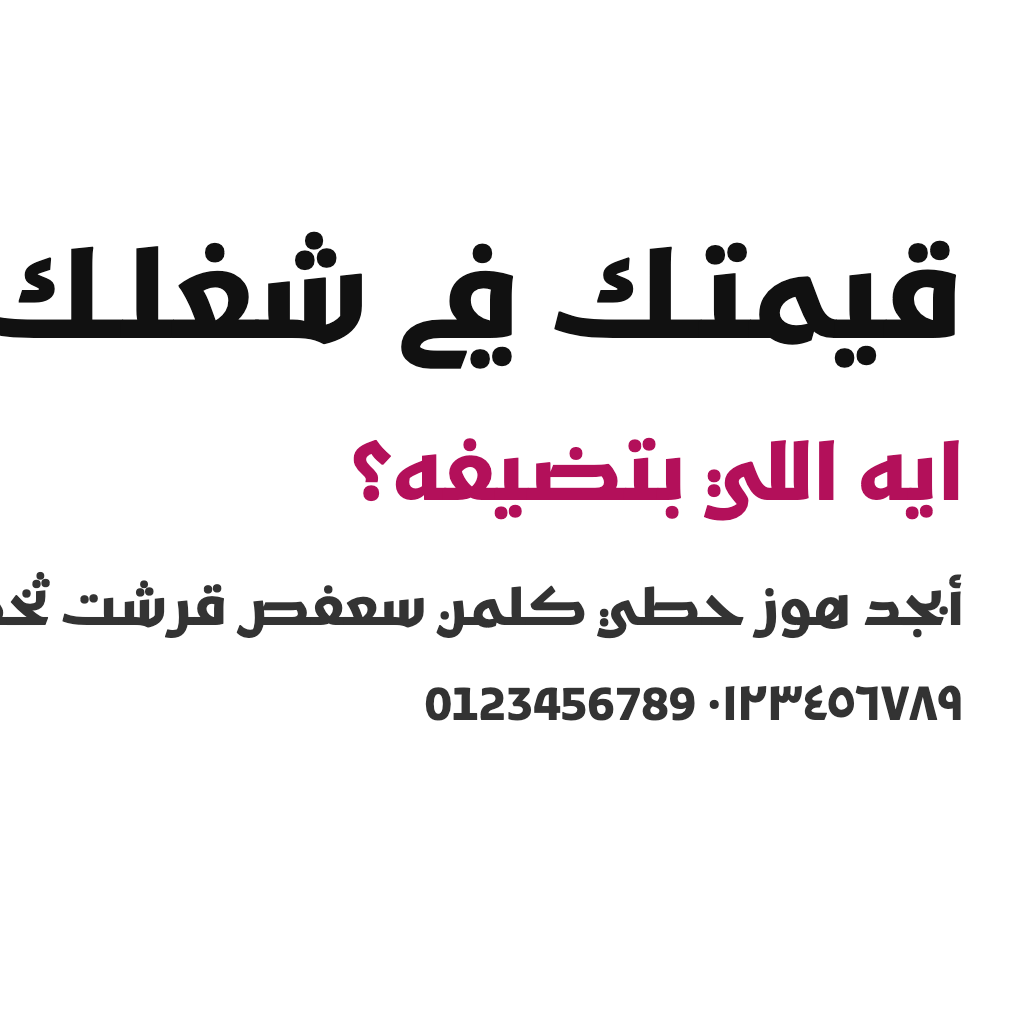 قيمتك في شغلك
ايه اللي بتضيفه؟
أبجد هوز حطي كلمن سعفص قرشت
٠١٢٣٤٥٦٧٨٩ 0123456789